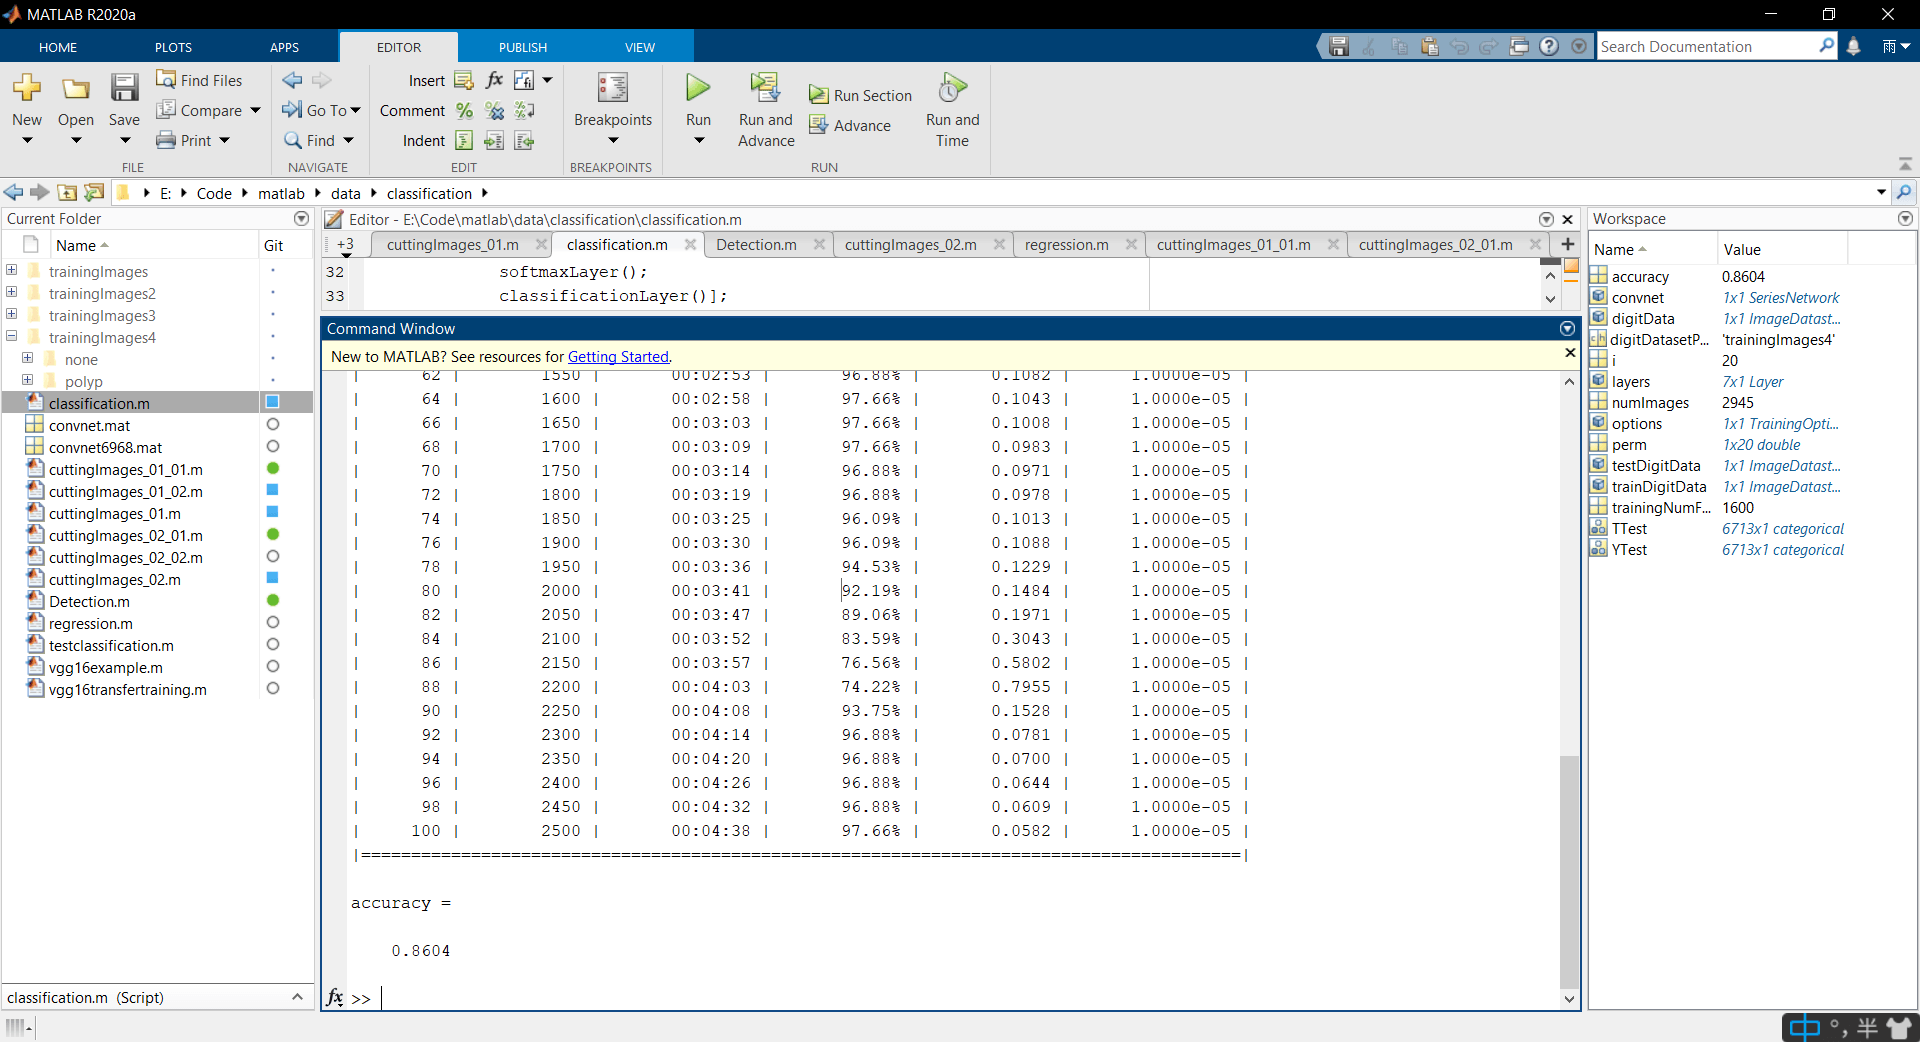 MATLAB R2020a
HOME PLOTS APPS EDITOR PUBLISH VIEW
Search Documentation
雨
New
Open
Save
Find Files
Compare
Print
FILE
Go To
Find
NAVIGATE
Insert
Comment
Indent
EDIT
Breakpoints
BREAKPOINTS
Run
Run and Advance
Run Section
Advance
Run and Time
RUN
E: Code matlab data classification
Current Folder
Name Git
trainingImages
trainingImages2
trainingImages3
trainingImages4
none
polyp
classification.m
convnet.mat
convnet6968.mat
cuttingImages_01_01.m
cuttingImages_01_02.m
cuttingImages_01.m
cuttingImages_02_01.m
cuttingImages_02_02.m
cuttingImages_02.m
Detection.m
regression.m
testclassification.m
vgg16example.m
vgg16transfertraining.m
classification.m (Script)
Editor - E:\Code\matlab\data\classification\classification.m
+3 cuttingImages_01.m classification.m Detection.m cuttingImages_02.m regression.m cuttingImages_01_01.m cuttingImages_02_01.m
32 softmaxLayer();
33 classificationLayer()];
Command Window
New to MATLAB? See resources for Getting Started.
| 62 | 1550 | 00:02:53 | 96.88% | 0.1082 | 1.0000e-05 |
| 64 | 1600 | 00:02:58 | 97.66% | 0.1043 | 1.0000e-05 |
| 66 | 1650 | 00:03:03 | 97.66% | 0.1008 | 1.0000e-05 |
| 68 | 1700 | 00:03:09 | 97.66% | 0.0983 | 1.0000e-05 |
| 70 | 1750 | 00:03:14 | 96.88% | 0.0971 | 1.0000e-05 |
| 72 | 1800 | 00:03:19 | 96.88% | 0.0978 | 1.0000e-05 |
| 74 | 1850 | 00:03:25 | 96.09% | 0.1013 | 1.0000e-05 |
| 76 | 1900 | 00:03:30 | 96.09% | 0.1088 | 1.0000e-05 |
| 78 | 1950 | 00:03:36 | 94.53% | 0.1229 | 1.0000e-05 |
| 80 | 2000 | 00:03:41 | 92.19% | 0.1484 | 1.0000e-05 |
| 82 | 2050 | 00:03:47 | 89.06% | 0.1971 | 1.0000e-05 |
| 84 | 2100 | 00:03:52 | 83.59% | 0.3043 | 1.0000e-05 |
| 86 | 2150 | 00:03:57 | 76.56% | 0.5802 | 1.0000e-05 |
| 88 | 2200 | 00:04:03 | 74.22% | 0.7955 | 1.0000e-05 |
| 90 | 2250 | 00:04:08 | 93.75% | 0.1528 | 1.0000e-05 |
| 92 | 2300 | 00:04:14 | 96.88% | 0.0781 | 1.0000e-05 |
| 94 | 2350 | 00:04:20 | 96.88% | 0.0700 | 1.0000e-05 |
| 96 | 2400 | 00:04:26 | 96.88% | 0.0644 | 1.0000e-05 |
| 98 | 2450 | 00:04:32 | 96.88% | 0.0609 | 1.0000e-05 |
| 100 | 2500 | 00:04:38 | 97.66% | 0.0582 | 1.0000e-05 |
|========================================================================================|
accuracy =
0.8604
fx >>
Workspace
Name Value
accuracy 0.8604
convnet 1x1 SeriesNetwork
digitData 1x1 ImageDatast...
digitDatasetP... 'trainingImages4'
i 20
layers 7x1 Layer
numImages 2945
options 1x1 TrainingOpti...
perm 1x20 double
testDigitData 1x1 ImageDatast...
trainDigitData 1x1 ImageDatast...
trainingNumF... 1600
TTest 6713x1 categorical
YTest 6713x1 categorical
中 °, 半